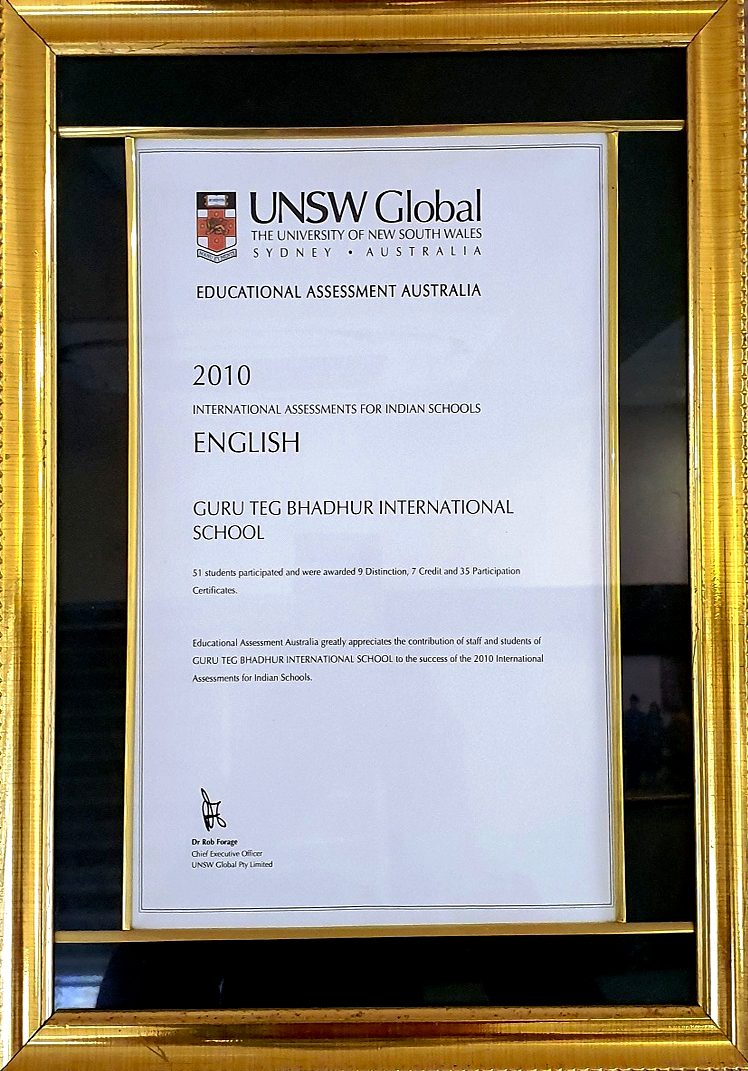 UNSW Global
THE UNIVERSITY OF NEW SOUTH WALES
SYDNEY • AUSTRALIA
EDUCATIONAL ASSESSMENT AUSTRALIA
2010
INTERNATIONAL ASSESSMENTS FOR INDIAN SCHOOLS
ENGLISH
GURU TEG BHADHUR INTERNATIONAL
SCHOOL
51 students participated and were awarded 9 Distinction, 7 Credit and 35 Participation
Certificates.
Educational Assessment Australia greatly appreciates the contribution of staff and students of
GURU TEG BHADHUR INTERNATIONAL SCHOOL to the success of the 2010 International
Assessments for Indian Schools.
Dr Rob Forage
Chief Executive Officer
UNSW Global Pty Limited